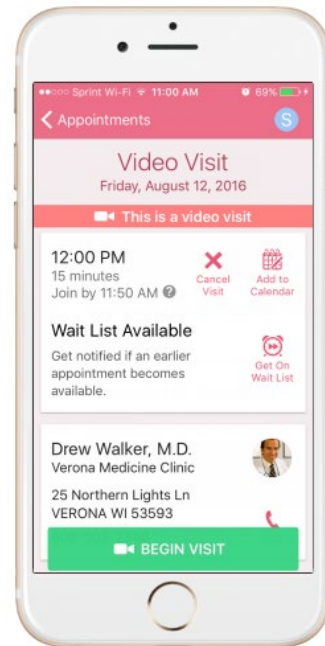 Sprint Wi-Fi 11:00 AM 69%
Appointments S
Video Visit
Friday, August 12, 2016
This is a video visit
12:00 PM
15 minutes
Join by 11:50 AM ?
Cancel Visit
Add to Calendar
Wait List Available
Get notified if an earlier
appointment becomes
available.
Get On
Wait List
Drew Walker, M.D.
Verona Medicine Clinic
25 Northern Lights Ln
VERONA WI 53593
BEGIN VISIT